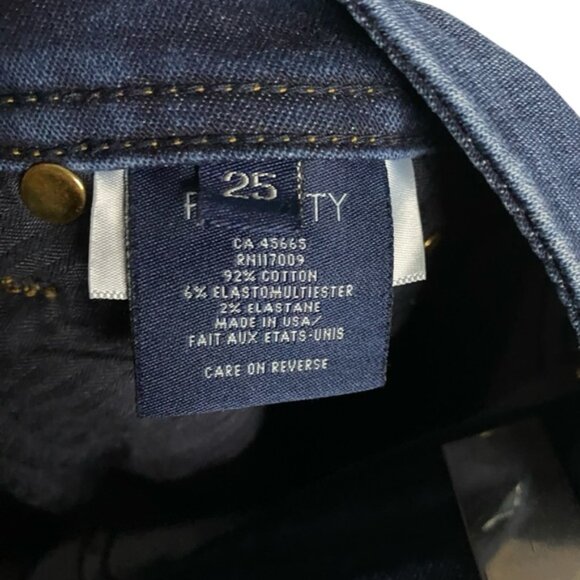 25
TY
CA 45665
RN117009
92% COTTON
6% ELASTOMULTIESTER
2% ELASTANE
MADE IN USA/
FAIT AUX ETATS-UNIS
CARE ON REVERSE